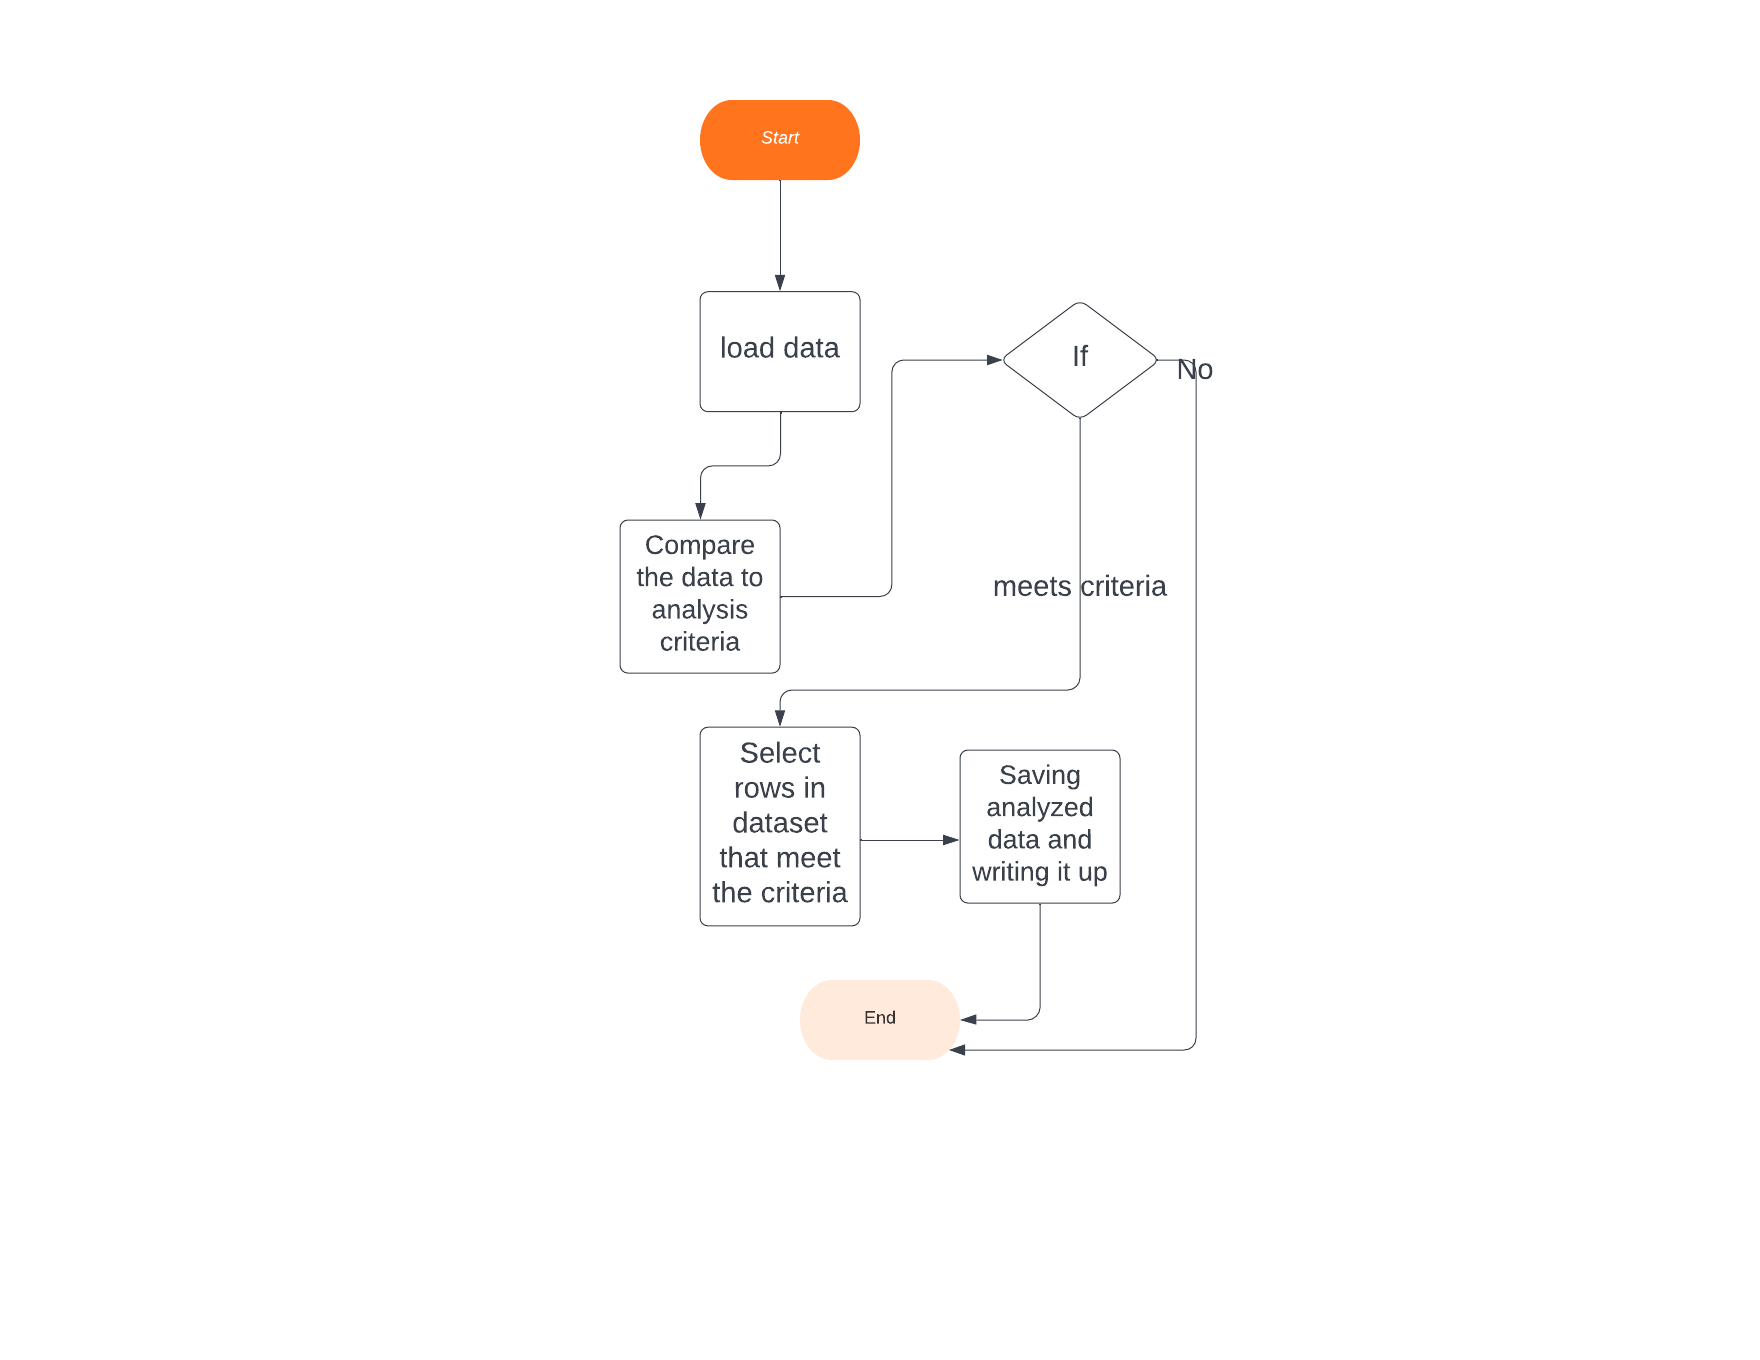 Start
load data
If
No
Compare
the data to
analysis
criteria
meets criteria
Select
rows in
dataset
that meet
the criteria
Saving
analyzed
data and
writing it up
End